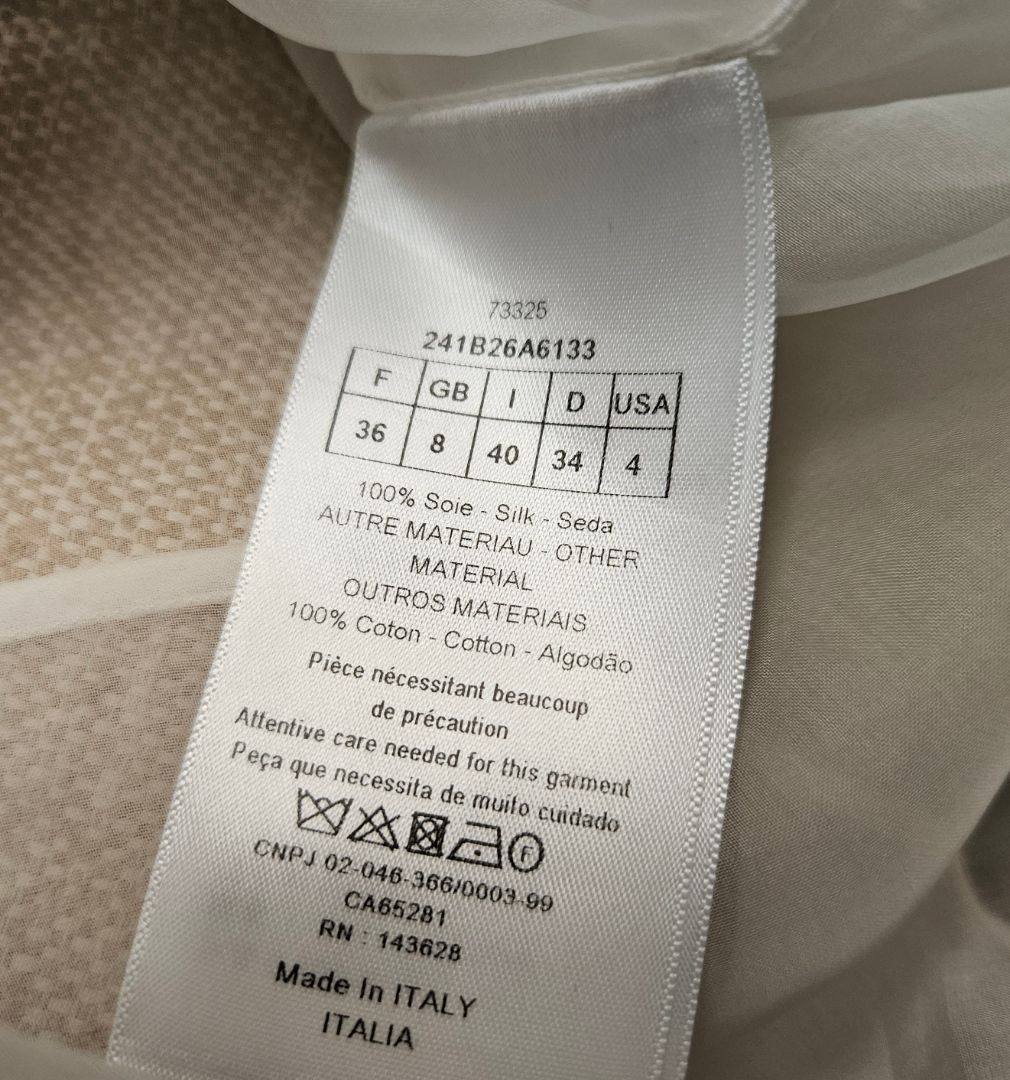 73325
241B26A6133
F GB I D USA
36 8 40 34 4
100% Soie - Silk - Seda
AUTRE MATERIAU - OTHER
MATERIAL
OUTROS MATERIAIS
100% Coton - Cotton - Algodão
Pièce nécessitant beaucoup
de précaution
Attentive care needed for this garment
Peça que necessita de muito cuidado
F
CNPJ 02-046-366/0003-99
CA65281
RN : 143628
Made In ITALY
ITALIA